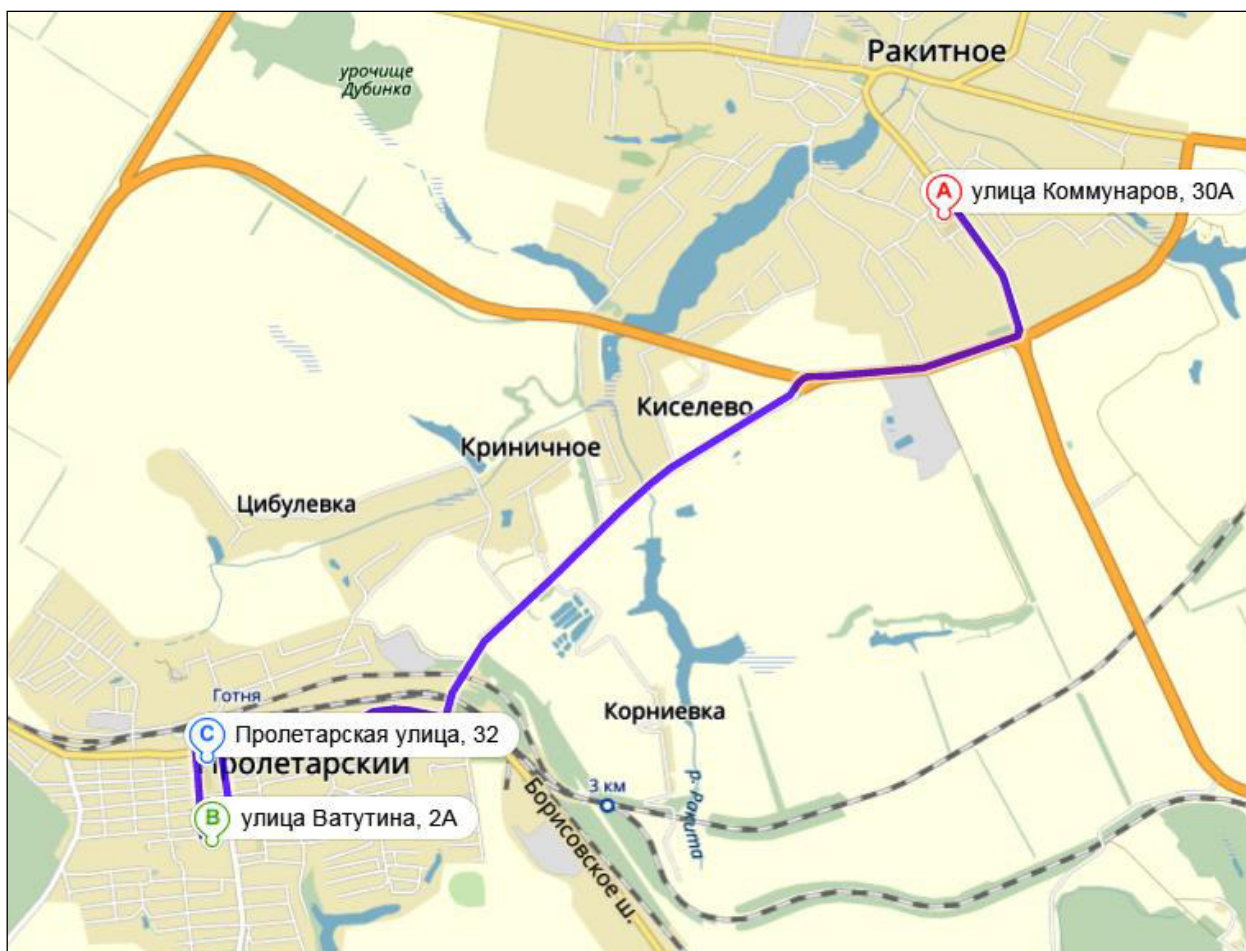 Ракитное
урочище
Дубинка
A
улица Коммунаров, 30А
Киселево
Криничное
Цибулевка
Готня
Корниевка
C
Пролетарская улица, 32
Пролетарский
3 км
р. Ракита
Борисовское ш.
B
улица Ватутина, 2А